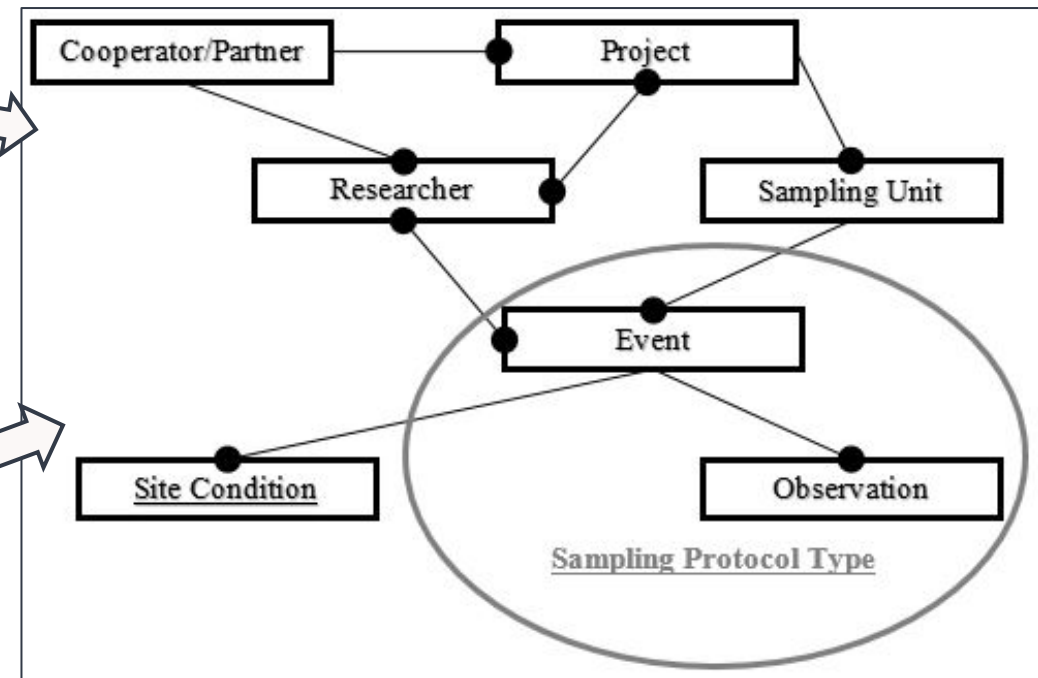 Cooperator/Partner
Project
Researcher
Sampling Unit
Event
Site Condition
Observation
Sampling Protocol Type